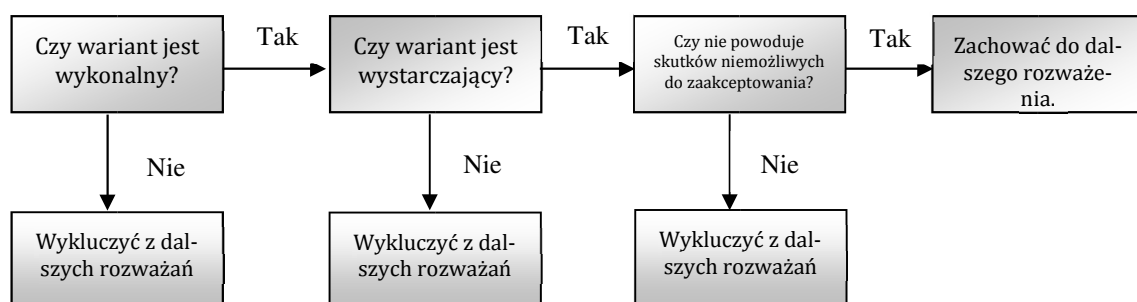 Czy wariant jest
wykonalny?
Tak
Czy wariant jest
wystarczający?
Tak
Czy nie powoduje
skutków niemożliwych
do zaakceptowania?
Tak
Zachować do dal-
szego rozważe-
nia.
Nie
Nie
Nie
Wykluczyć z dal-
szych rozważań
Wykluczyć z dal-
szych rozważań
Wykluczyć z dal-
szych rozważań